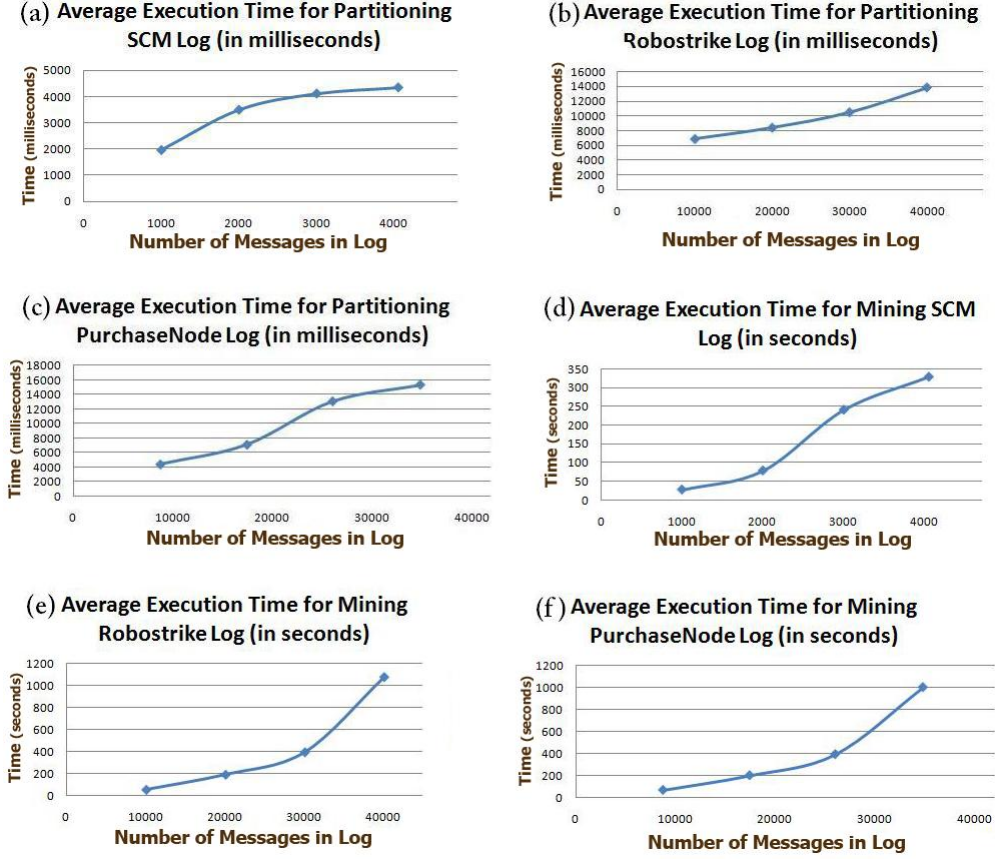 (a) Average Execution Time for Partitioning
SCM Log (in milliseconds)
Time (milliseconds)
5000
4000
3000
2000
1000
0
0 1000 2000 3000 4000
Number of Messages in Log
(b) Average Execution Time for Partitioning
Robostrike Log (in milliseconds)
Time (milliseconds)
16000
14000
12000
10000
8000
6000
4000
2000
0
0 10000 20000 30000 40000
Number of Messages in Log
(c) Average Execution Time for Partitioning
PurchaseNode Log (in milliseconds)
Time (milliseconds)
18000
16000
14000
12000
10000
8000
6000
4000
2000
0
0 10000 20000 30000 40000
Number of Messages in Log
(d) Average Execution Time for Mining SCM
Log (in seconds)
Time (seconds)
350
300
250
200
150
100
50
0
0 1000 2000 3000 4000
Number of Messages in Log
(e) Average Execution Time for Mining
Robostrike Log (in seconds)
Time (seconds)
1200
1000
800
600
400
200
0
0 10000 20000 30000 40000
Number of Messages in Log
(f) Average Execution Time for Mining
PurchaseNode Log (in seconds)
Time (seconds)
1200
1000
800
600
400
200
0
0 10000 20000 30000 40000
Number of Messages in Log